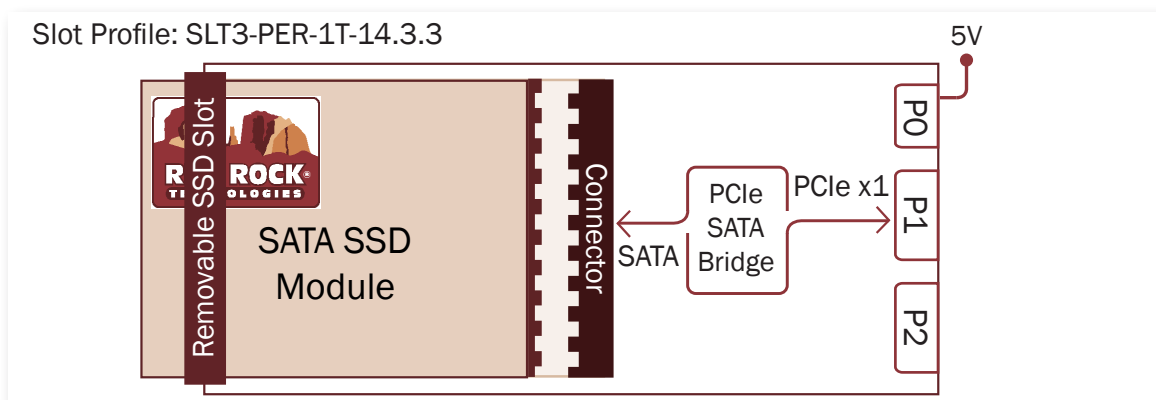 Slot Profile: SLT3-PER-1T-14.3.3
5V
Removable SSD Slot
SATA SSD
Module
Connector
SATA
PCIe
SATA
Bridge
PCIe x1
P0
P1
P2
ROCK®